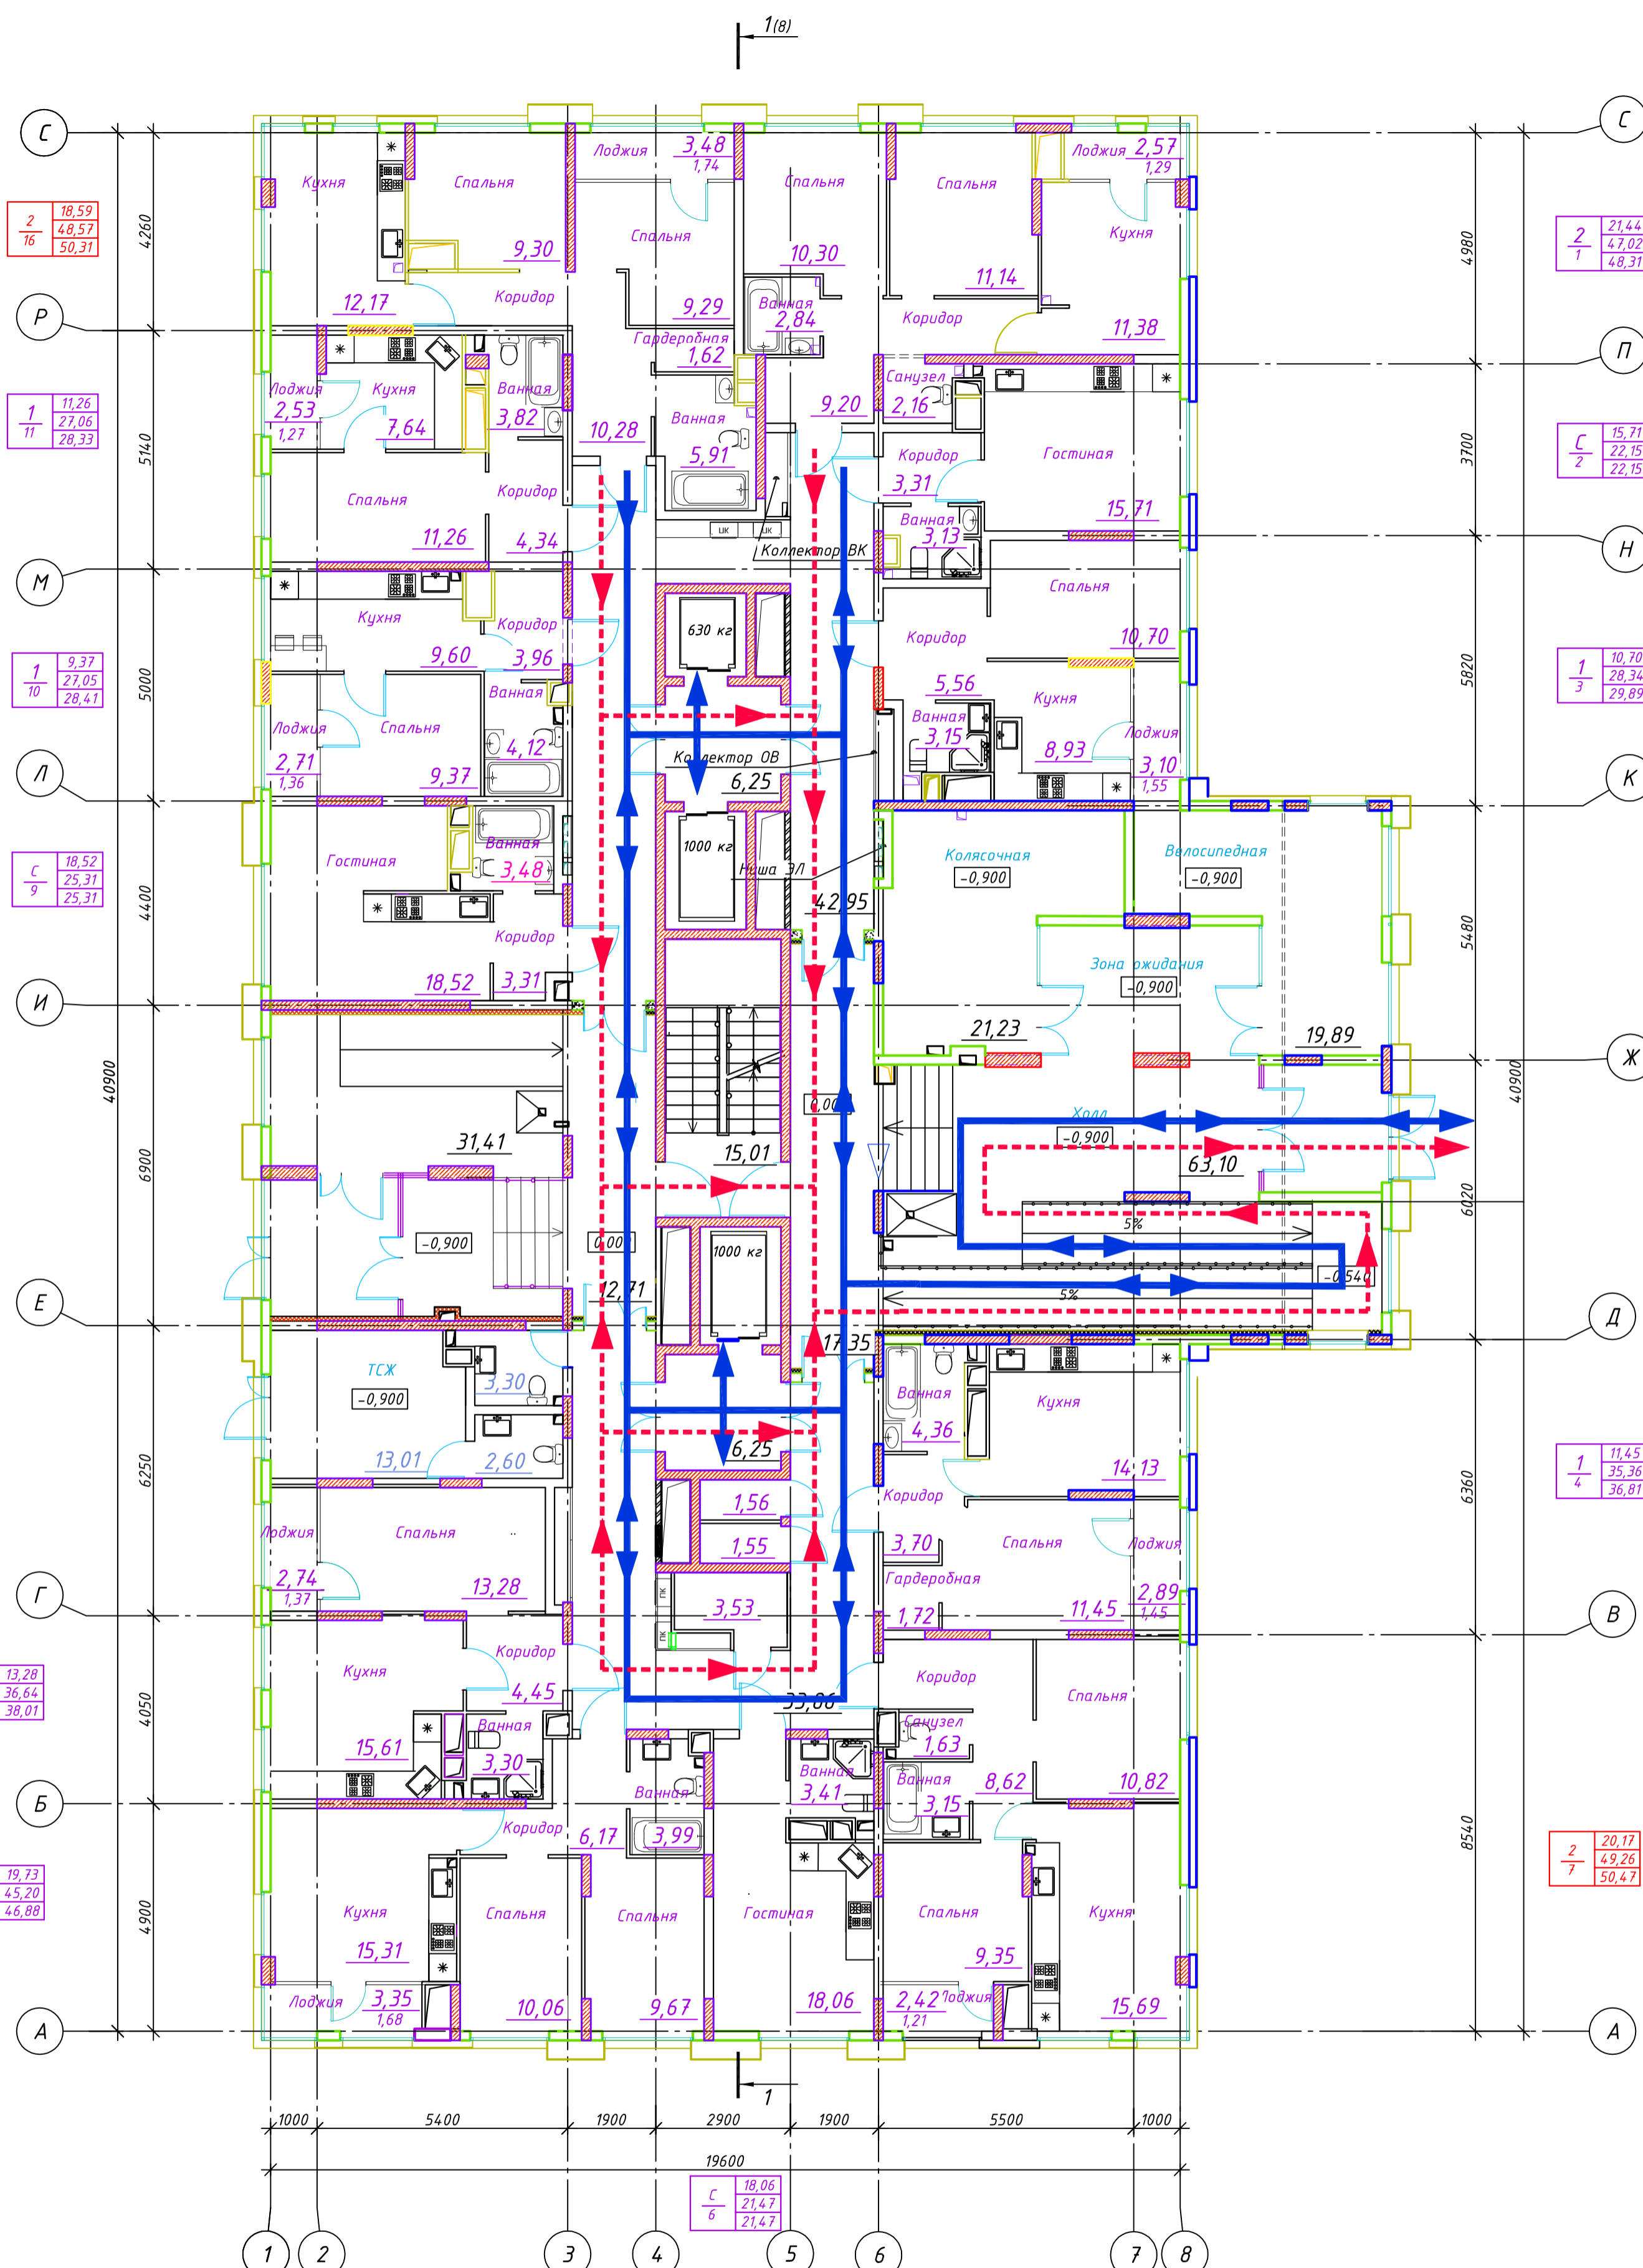 1(8)
С
С
3,48
1,74
Лоджия
2,57
1,29
Лоджия
Кухня
Спальня
Спальня
Спальня
Спальня
Кухня
2
16
18,59
48,57
50,31
2
1
21,44
47,02
48,31
4260
4980
9,30
10,30
11,14
Коридор
12,17
9,29
Ванная
2,84
Коридор
11,38
Р
Гардеробная
1,62
П
Санузел
2,16
Лоджия
2,53
1,27
Кухня
7,64
Ванная
3,82
10,28
Ванная
5,91
9,20
Коридор
3,31
Гостиная
15,71
1
11
11,26
27,06
28,33
С
2
15,71
22,15
22,15
5140
3700
Спальня
Коридор
11,26
4,34
ПК
ПК
Коллектор ВК
Ванная
3,13
Н
М
Спальня
Кухня
Коридор
630 кг
Коридор
10,70
9,60
3,96
1
10
9,37
27,05
28,41
1
3
10,70
28,34
29,89
5000
5820
Ванная
5,56
Кухня
Лоджия
Спальня
4,12
Ванная
3,15
Лоджия
2,71
1,36
9,37
Коллектор ОВ
6,25
8,93
3,10
1,55
Л
К
Гостиная
Ванная
3,48
1000 кг
Ниша ЭЛ
Колясочная
-0,900
Велосипедная
-0,900
С
9
18,52
25,31
25,31
4400
42,95
5480
Коридор
Зона ожидания
-0,900
18,52
3,31
И
21,23
19,89
Ж
40900
40900
31,41
15,01
0,000
Холл
-0,900
63,10
6900
6020
-0,900
0,000
1000 кг
5%
-0,540
12,71
5%
Е
Д
17,35
ТСЖ
-0,900
3,30
Ванная
4,36
Кухня
13,01
2,60
6,25
14,13
1
4
11,45
35,36
36,81
6250
6360
1,56
Коридор
Лоджия
Спальня
1,55
3,70
Спальня
Лоджия
2,74
1,37
13,28
ПК
3,53
Гардеробная
1,72
11,45
2,89
1,45
Г
В
ПК
Кухня
Коридор
4,45
Коридор
Спальня
13,28
36,64
38,01
4050
33,86
Санузел
1,63
Ванная
15,61
3,30
Ванная
Ванная
3,41
Ванная
3,15
8,62
10,82
Б
Коридор
6,17
3,99
8540
2
7
20,17
49,26
50,47
19,73
45,20
46,88
4900
Кухня
Спальня
Спальня
Гостиная
Спальня
Кухня
15,31
9,35
Лоджия
3,35
1,68
10,06
9,67
18,06
2,42
1,21
Лоджия
15,69
А
А
1
1000
5400
1900
2900
1900
5500
1000
19600
С
6
18,06
21,47
21,47
1
2
3
4
5
6
7
8